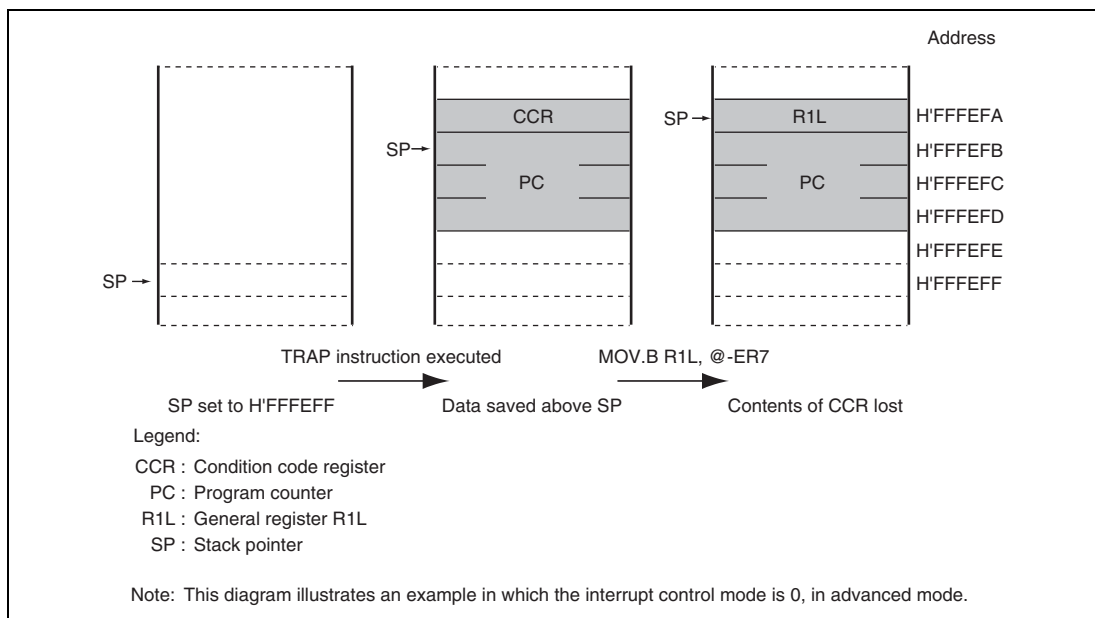 Address
CCR
SP
R1L
H'FFFEFA
SP
H'FFFEFB
PC
PC
H'FFFEFC
H'FFFEFD
H'FFFEFE
SP
H'FFFEFF
TRAP instruction executed
MOV.B R1L, @-ER7
SP set to H'FFFEFF
Data saved above SP
Contents of CCR lost
Legend:
CCR : Condition code register
PC : Program counter
R1L : General register R1L
SP : Stack pointer
Note: This diagram illustrates an example in which the interrupt control mode is 0, in advanced mode.